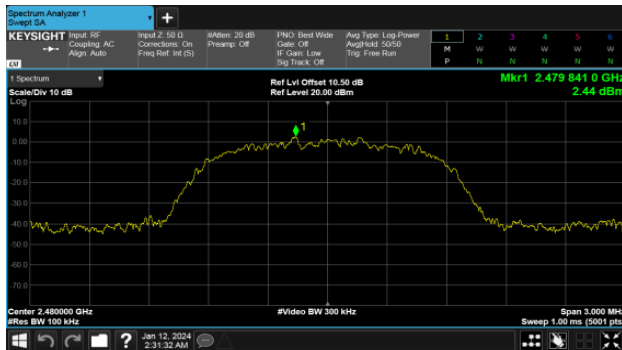 Spectrum Analyzer 1
Swept SA
+
KEYSIGHT
Input: RF
Coupling: AC
Align: Auto
Input Z: 50 Ω
Corrections: On
Freq Ref: Int (S)
#Atten: 20 dB
Preamp: Off
PNO: Best Wide
Gate: Off
IF Gain: Low
Sig Track: Off
Avg Type: Log-Power
Avg|Hold: 50/50
Trig: Free Run
1 2 3 4 5 6
M W W W W W
P N N N N N
LXI
1 Spectrum
Scale/Div 10 dB
Log
Ref Lvl Offset 10.50 dB
Ref Level 20.00 dBm
Mkr1 2.479 841 0 GHz
2.44 dBm
1
10.0
0.00
-10.0
-20.0
-30.0
-40.0
-50.0
-60.0
-70.0
Center 2.480000 GHz
#Res BW 100 kHz
#Video BW 300 kHz
Span 3.000 MHz
Sweep 1.00 ms (5001 pts
?
Jan 12, 2024
2:31:32 AM